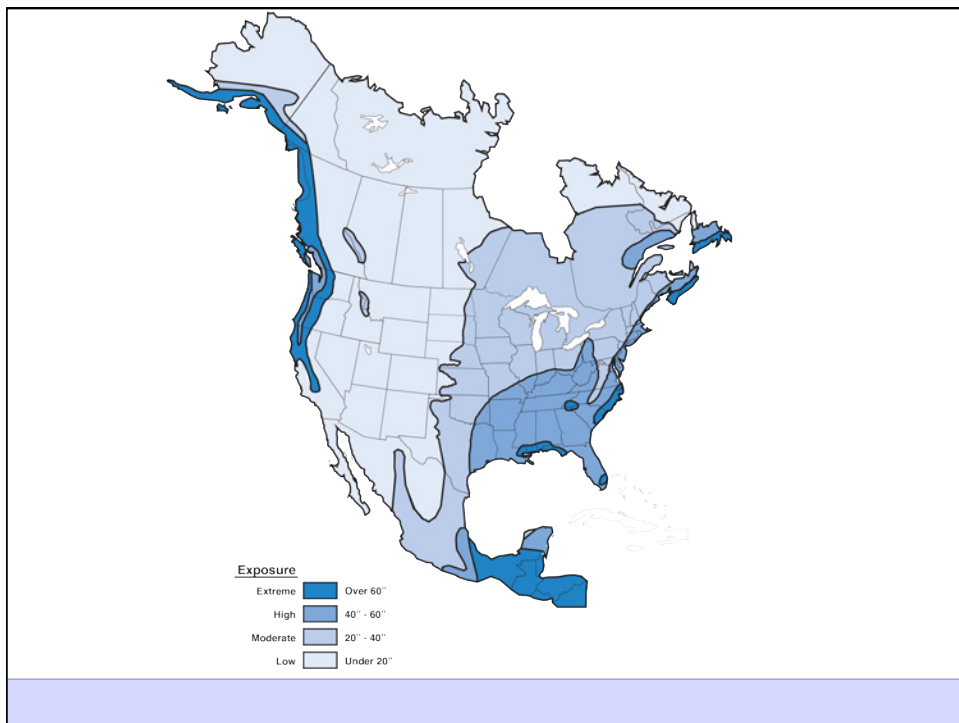 Exposure
Extreme Over 60"
High 40" - 60"
Moderate 20" - 40"
Low Under 20"